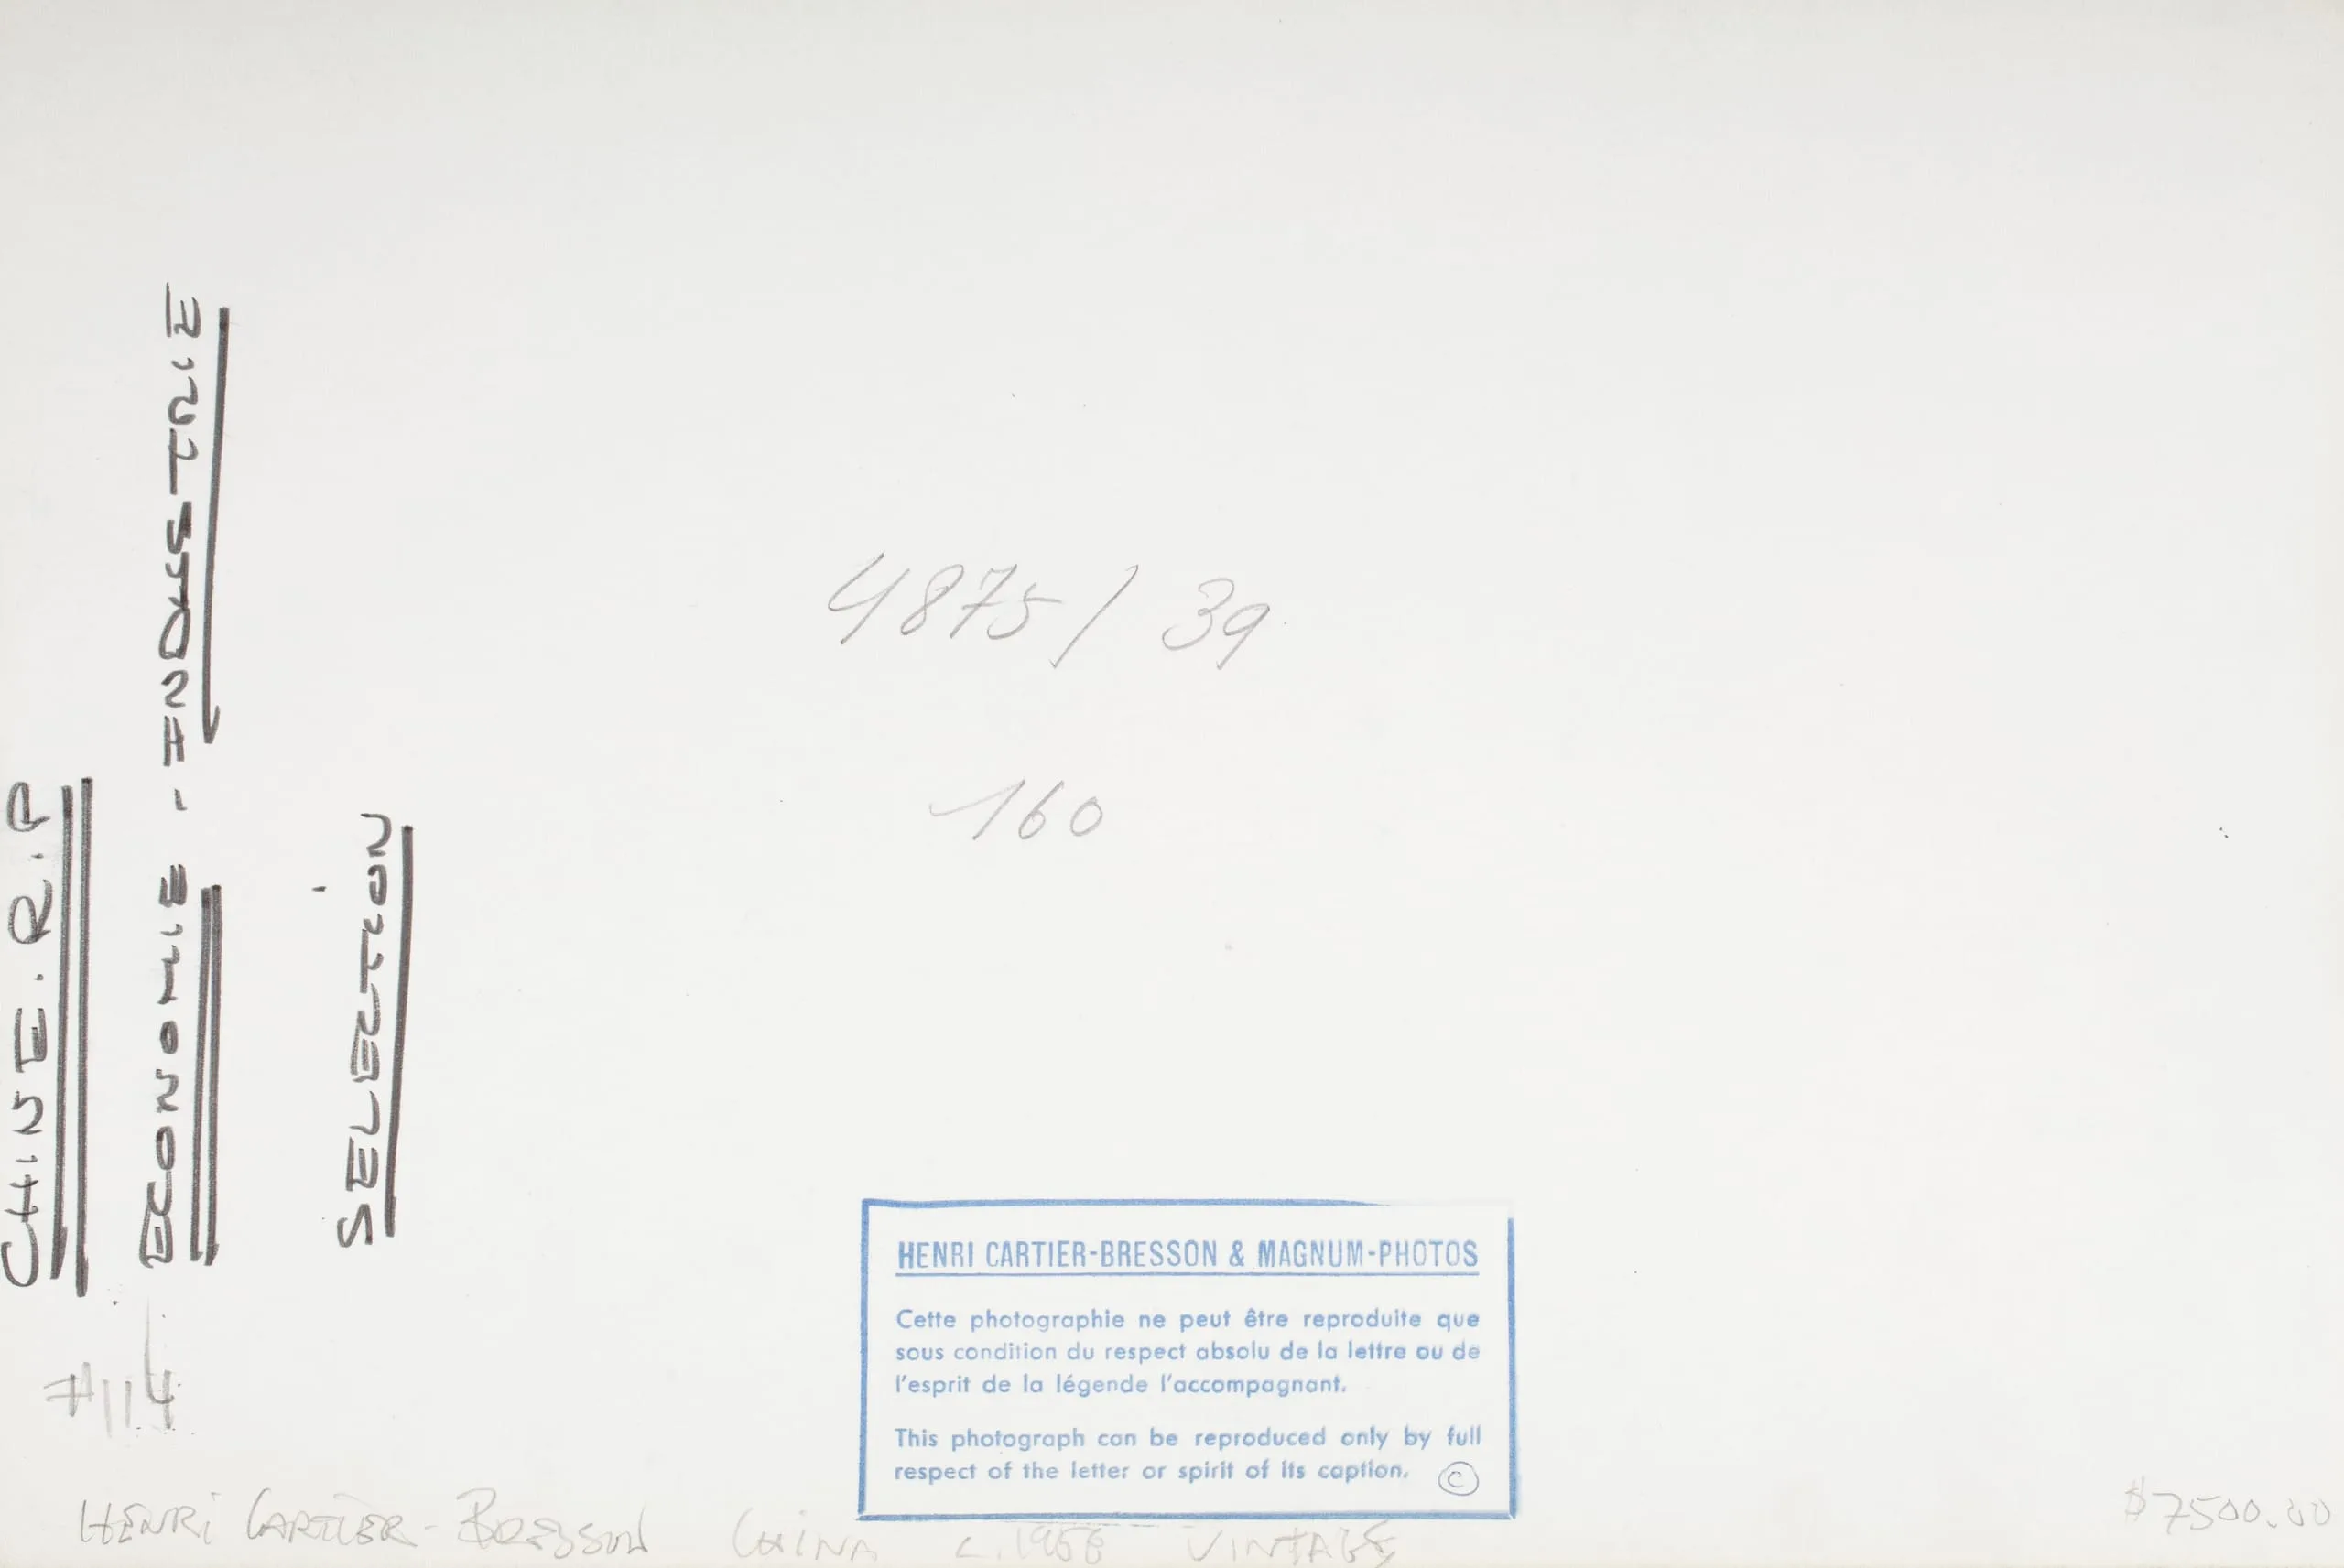 CHINE.R.P
ECONOMIE - INDUSTRIE
SELECTION
4875/39
160
HENRI CARTIER-BRESSON & MAGNUM-PHOTOS
Cette photographie ne peut être reproduite que
sous condition du respect absolu de la lettre ou de
l'esprit de la légende l'accompagnant.
This photograph can be reproduced only by full
respect of the letter or spirit of its caption. ©
#114
HENRI CARTIER-BRESSON CHINA c. VINTAGE
$7500.00